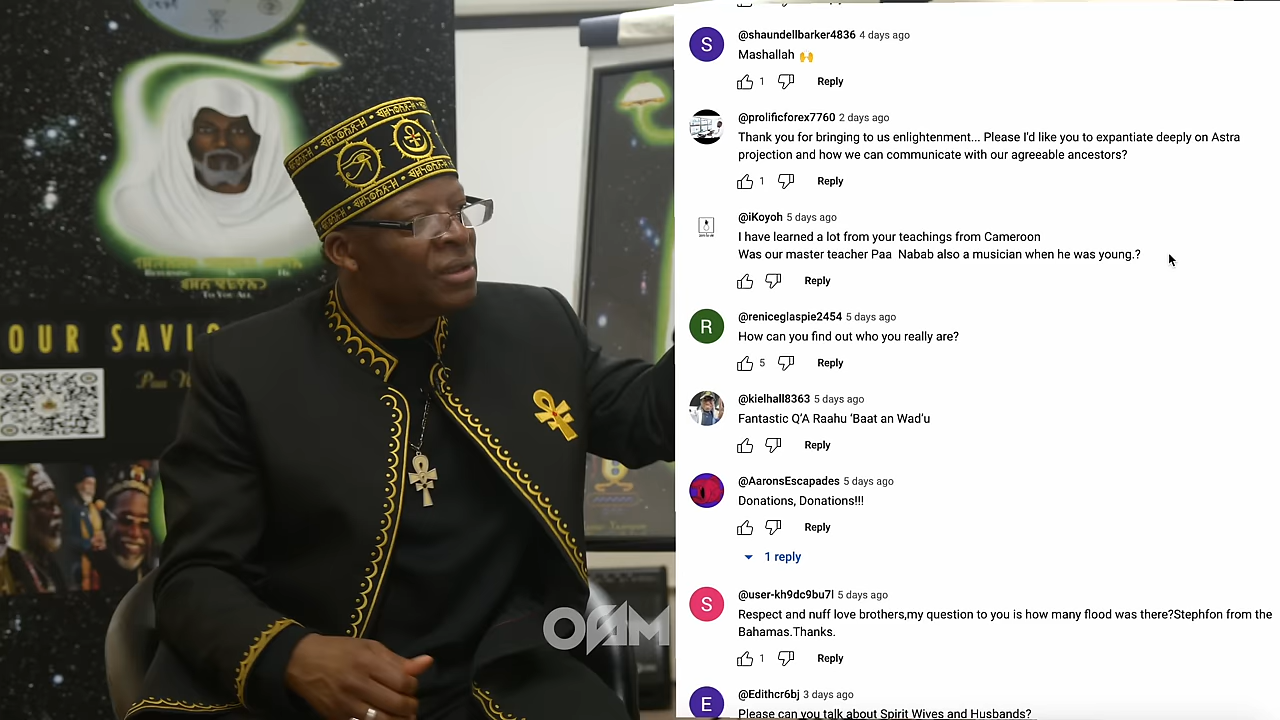 @shaundellbarker4836 4 days ago
Mashallah 🙌
1 Reply
@prolificforex7760 2 days ago
Thank you for bringing to us enlightenment... Please I'd like you to expantiate deeply on Astra
projection and how we can communicate with our agreeable ancestors?
1 Reply
@iKoyoh 5 days ago
I have learned a lot from your teachings from Cameroon
Was our master teacher Paa Nabab also a musician when he was young.?
Reply
@reniceglaspie2454 5 days ago
How can you find out who you really are?
5 Reply
@kielhall8363 5 days ago
Fantastic Q'A Raahu ‘Baat an Wad’u
Reply
@AaronsEscapades 5 days ago
Donations, Donations!!!
Reply
1 reply
@user-kh9dc9bu7l 5 days ago
Respect and nuff love brothers,my question to you is how many flood was there?Stephfon from the
Bahamas.Thanks.
1 Reply
@Edithcr6bj 3 days ago
Please can you talk about Spirit Wives and Husbands?
Returning Is He
To You All
OUR SAVIO
Paa